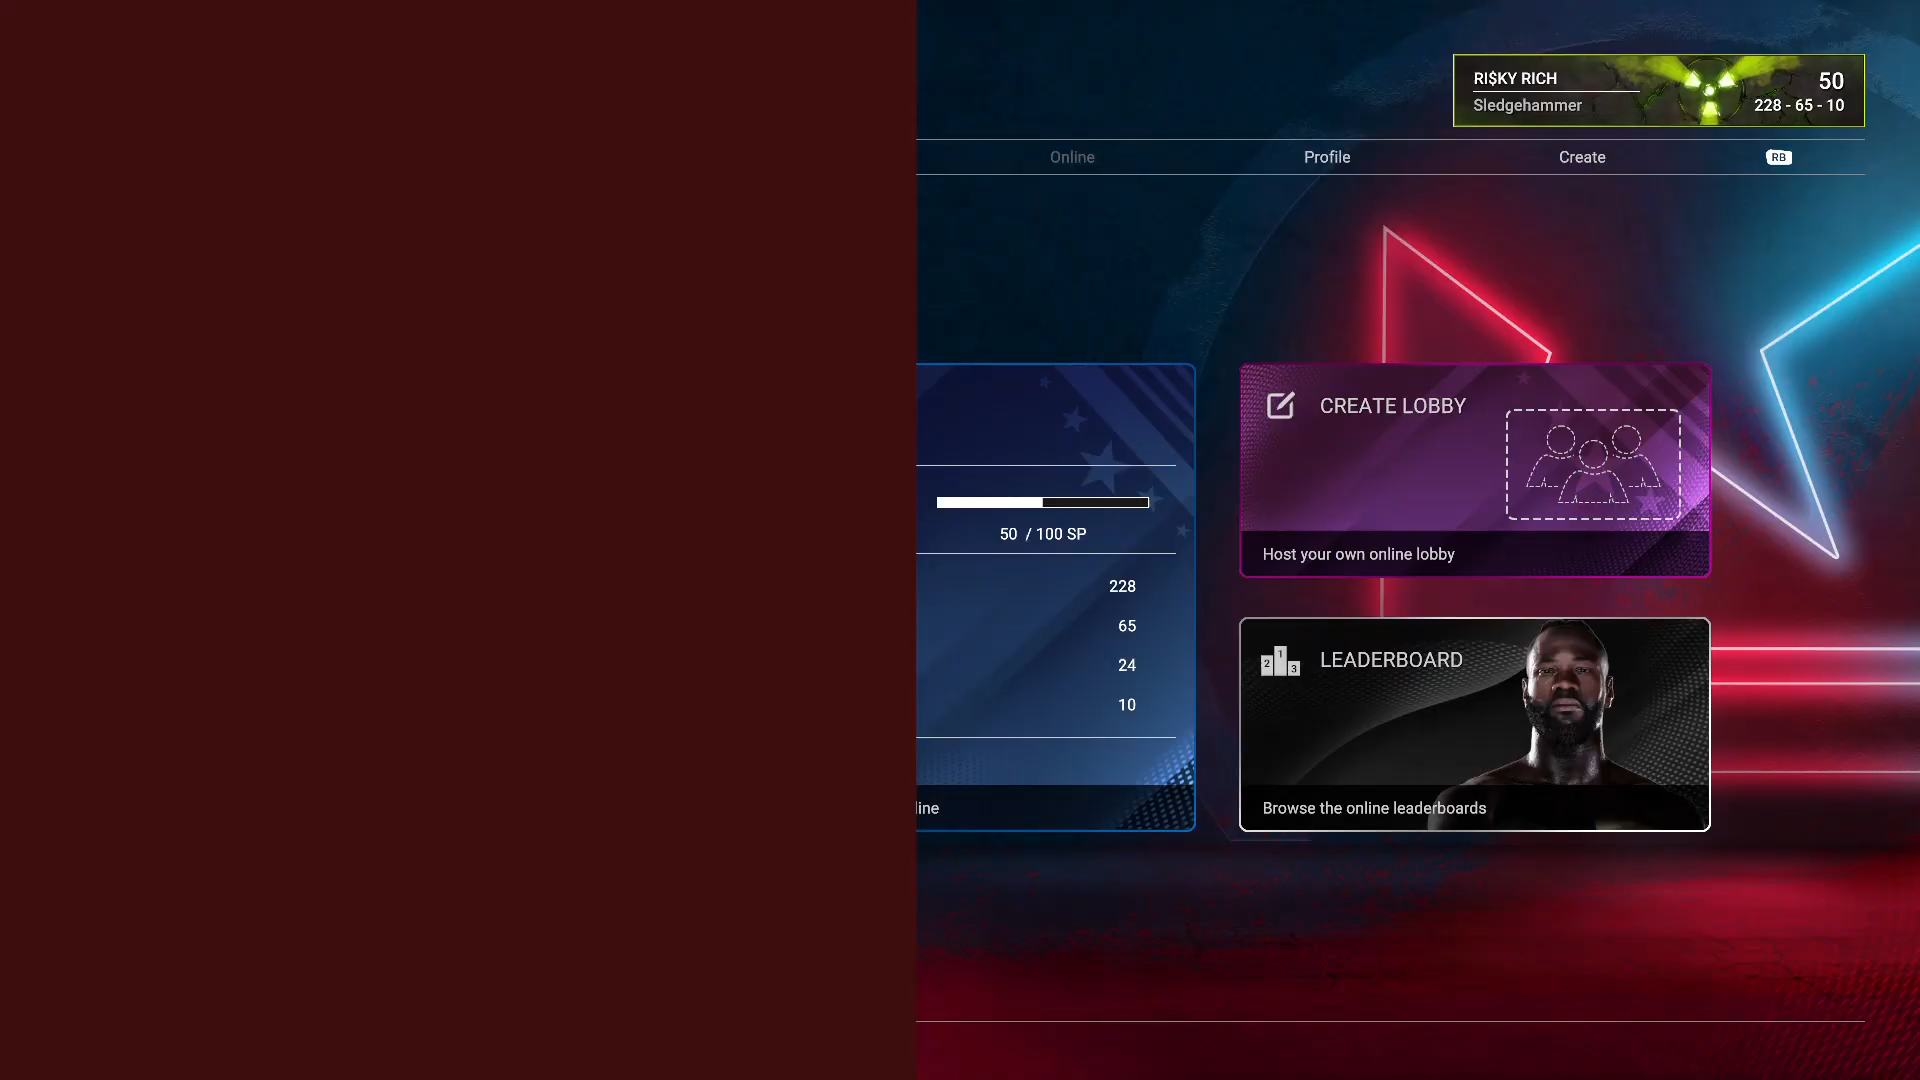 RI$KY RICH
50
Sledgehammer
228 - 65 - 10
Online
Profile
Create
RB
50 / 100 SP
228
65
24
10
line
CREATE LOBBY
Host your own online lobby
2 1 3
LEADERBOARD
Browse the online leaderboards